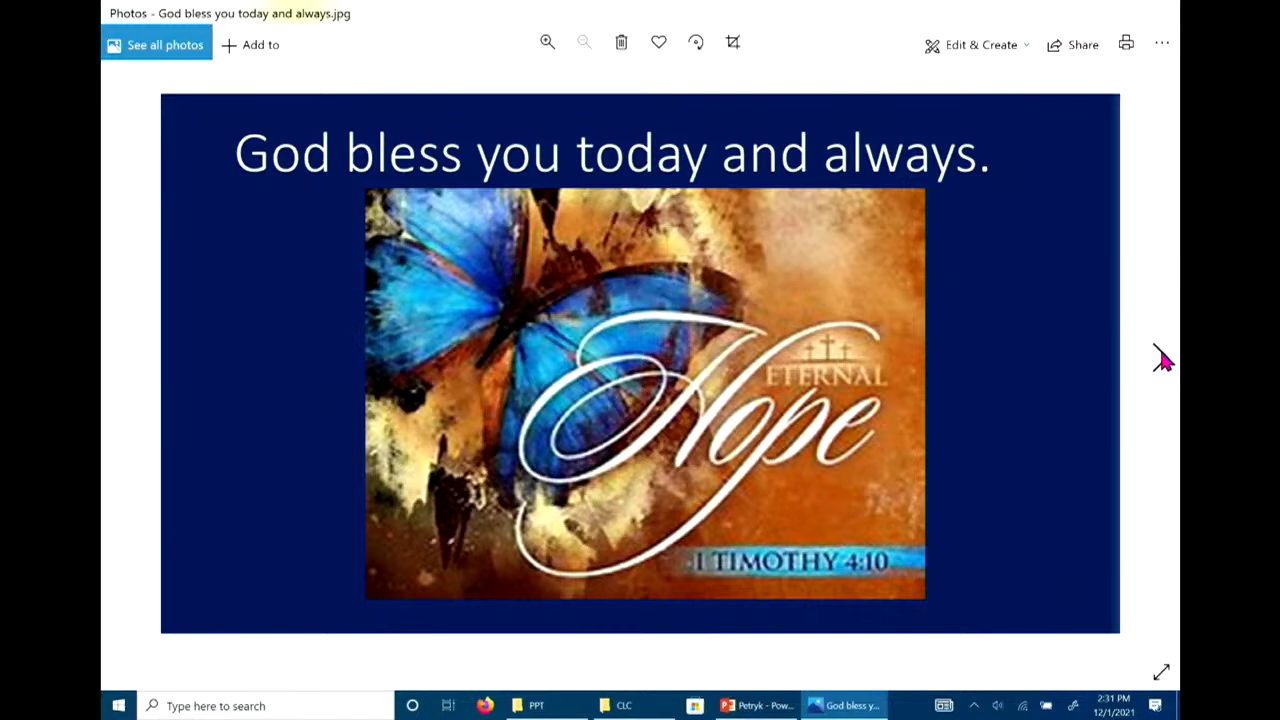 Photos - God bless you today and always.jpg
See all photos
Add to
Edit & Create
Share
God bless you today and always.
ETERNAL
Hope
1 TIMOTHY 4:10
Type here to search
PPT
CLC
Petryk - Pow...
God bless y...
2:31 PM
12/1/2021